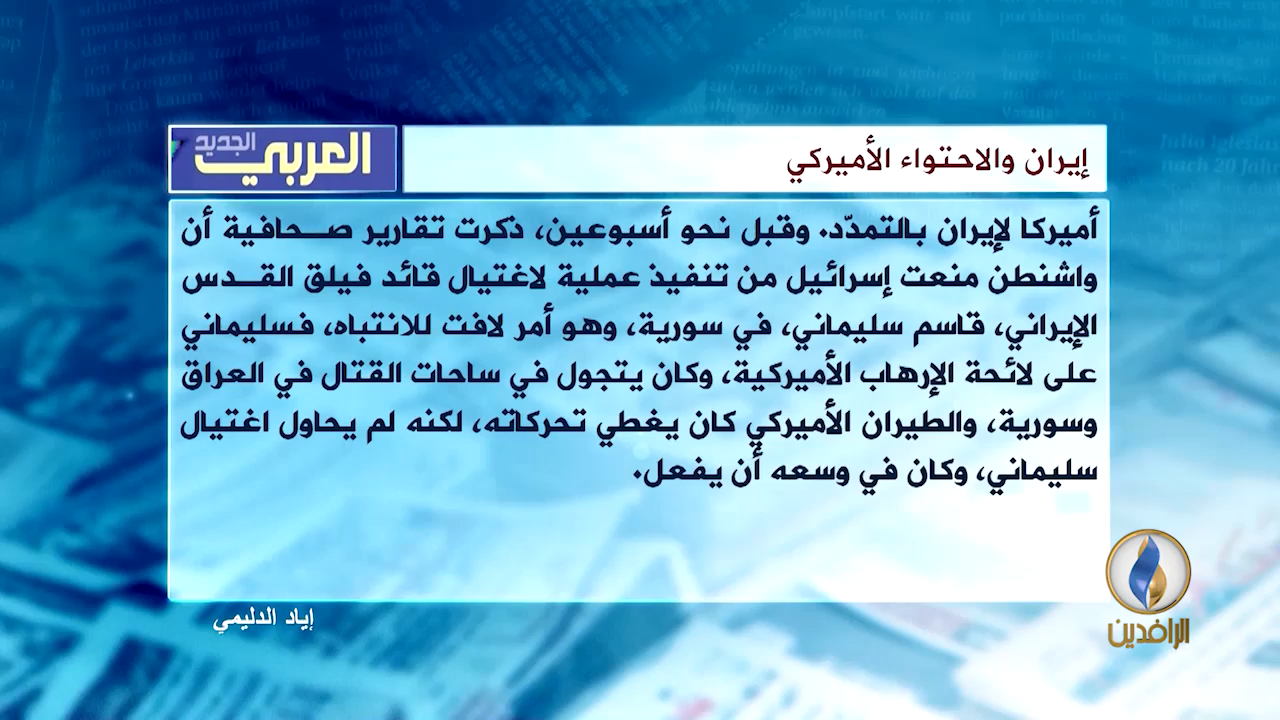 العربي الجديد
إيران والاحتواء الأميركي
أميركا لإيران بالتمدّد. وقبل نحو أسبوعين، ذكرت تقارير صحافية أن
واشنطن منعت إسرائيل من تنفيذ عملية لاغتيال قائد فيلق القدس
الإيراني، قاسم سليماني، في سورية، وهو أمر لافت للانتباه، فسليماني
على لائحة الإرهاب الأميركية، وكان يتجول في ساحات القتال في العراق
وسورية، والطيران الأميركي كان يغطي تحركاته، لكنه لم يحاول اغتيال
سليماني، وكان في وسعه أن يفعل.
إياد الدليمي
الرافدين